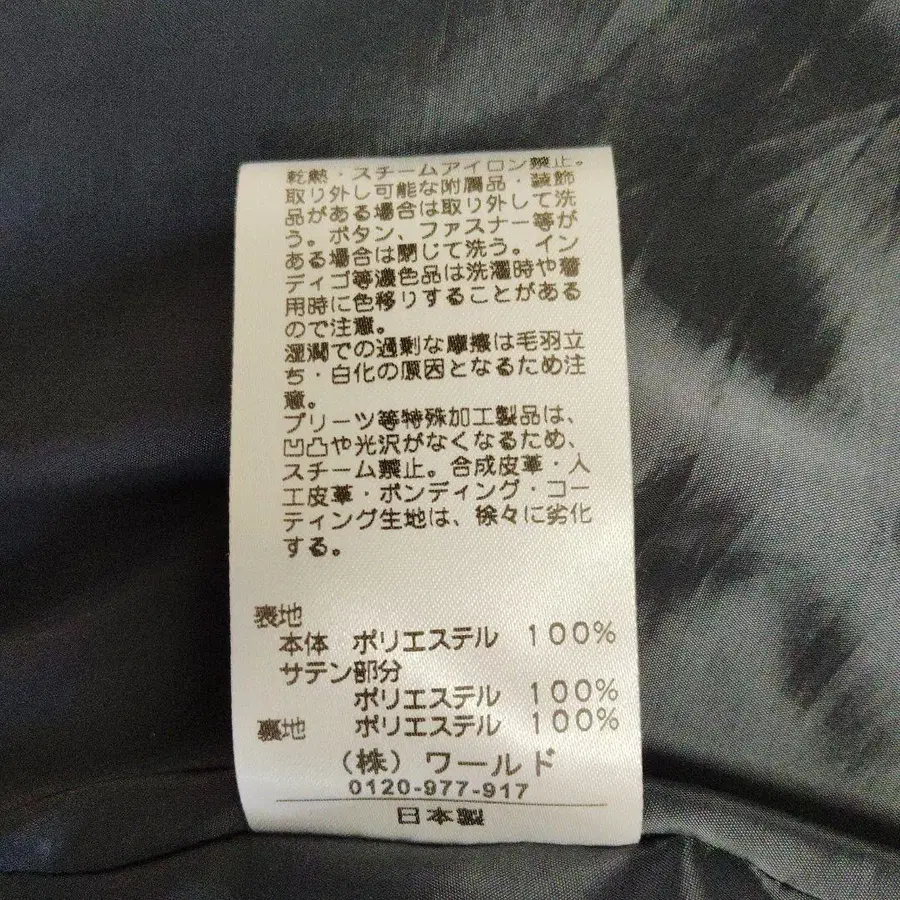 乾熱・スチームアイロン禁止。
取り外し可能な附属品・装飾
品がある場合は取り外して洗
う。ボタン、ファスナー等が
ある場合は閉じて洗う。イン
ディゴ等濃色品は洗濯時や着
用時に色移りすることがある
ので注意。
湿潤での過剰な摩擦は毛羽立
ち・白化の原因となるため注
意。
プリーツ等特殊加工製品は、
凹凸や光沢がなくなるため、
スチーム禁止。合成皮革・人
工皮革・ボンディング・コー
ティング生地は、徐々に劣化
する。
表地
本体 ポリエステル 100%
サテン部分
ポリエステル 100%
裏地 ポリエステル 100%
(株)ワールド
0120-977-917
日本製